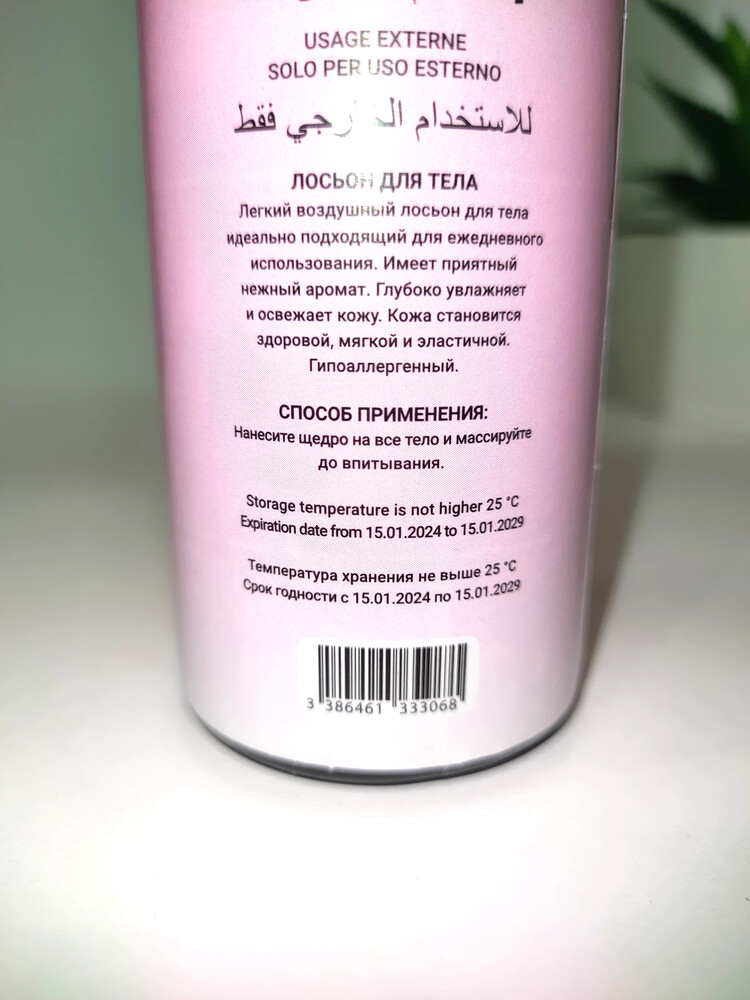 USAGE EXTERNE
SOLO PER USO ESTERNO
للاستخدام الخارجي فقط
ЛОСЬОН ДЛЯ ТЕЛА
Легкий воздушный лосьон для тела
идеально подходящий для ежедневного
использования. Имеет приятный
нежный аромат. Глубоко увлажняет
и освежает кожу. Кожа становится
здоровой, мягкой и эластичной.
Гипоаллергенный.
СПОСОБ ПРИМЕНЕНИЯ:
Нанесите щедро на все тело и массируйте
до впитывания.
Storage temperature is not higher 25 °C
Expiration date from 15.01.2024 to 15.01.2029
Температура хранения не выше 25 °C
Срок годности с 15.01.2024 по 15.01.2029
3 386461 333068